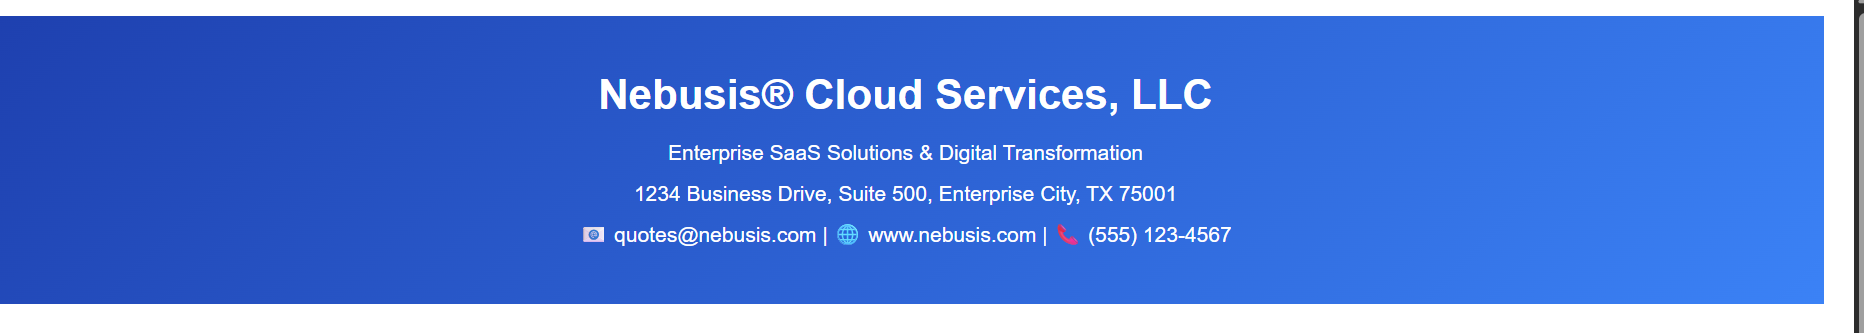 Nebusis® Cloud Services, LLC
Enterprise SaaS Solutions & Digital Transformation
1234 Business Drive, Suite 500, Enterprise City, TX 75001
📧 quotes@nebusis.com | 🌐 www.nebusis.com | 📞 (555) 123-4567